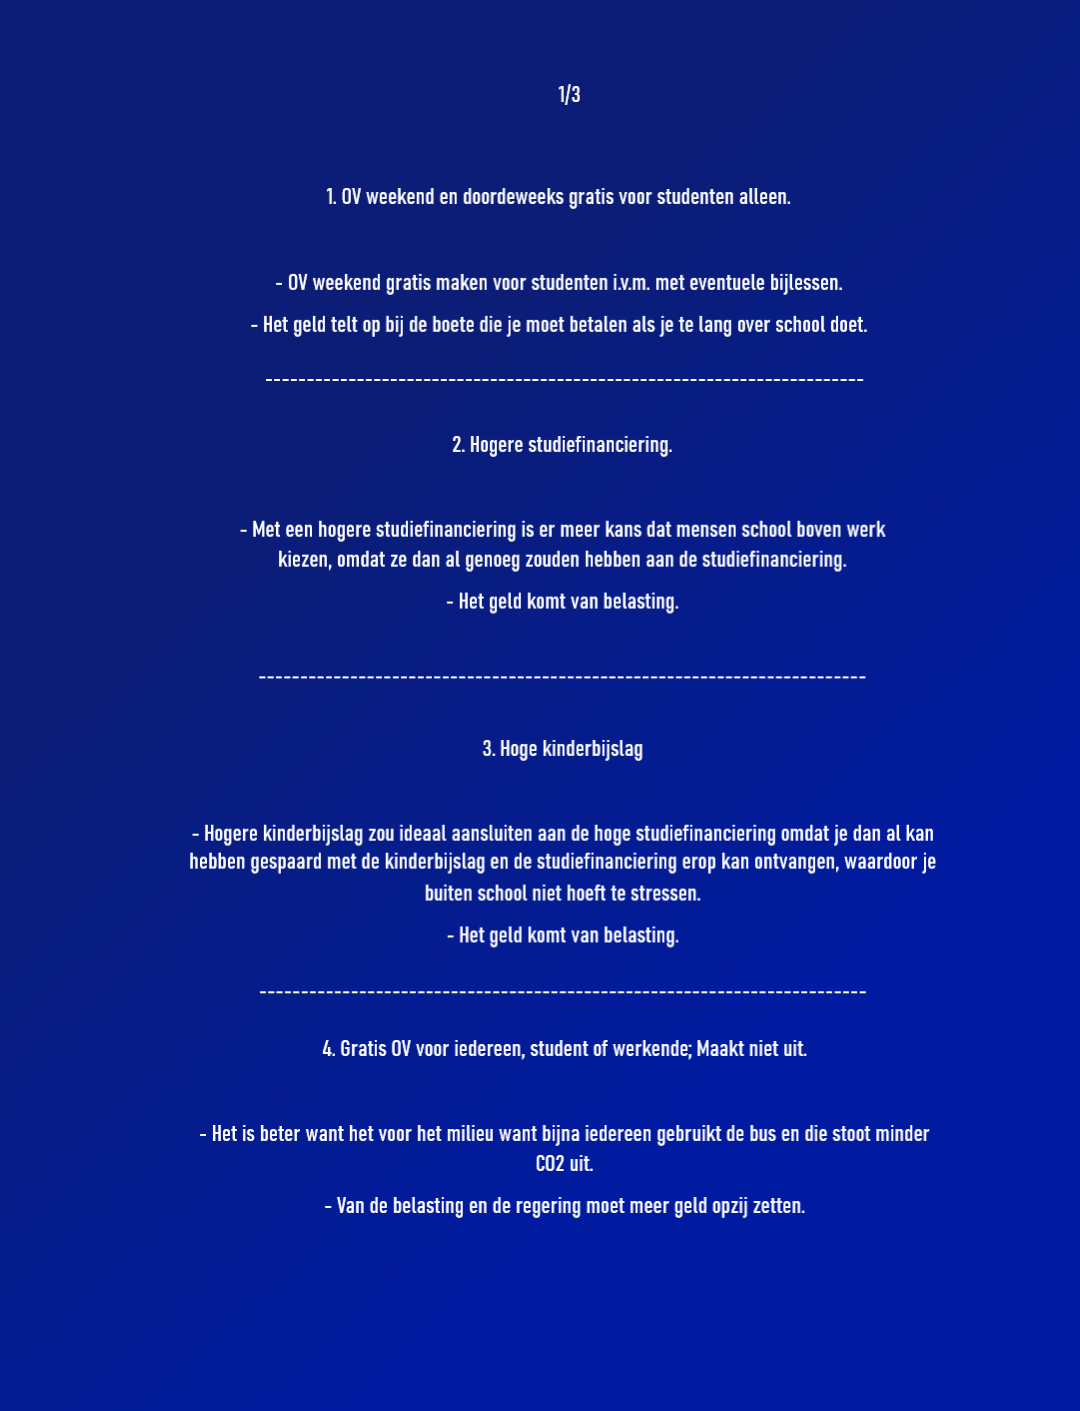 1/3
1. OV weekend en doordeweeks gratis voor studenten alleen.
- OV weekend gratis maken voor studenten i.v.m. met eventuele bijlessen.
- Het geld telt op bij de boete die je moet betalen als je te lang over school doet.
------------------------------------------------------------------------
2. Hogere studiefinanciering.
- Met een hogere studiefinanciering is er meer kans dat mensen school boven werk
kiezen, omdat ze dan al genoeg zouden hebben aan de studiefinanciering.
- Het geld komt van belasting.
-------------------------------------------------------------------------
3. Hoge kinderbijslag
- Hogere kinderbijslag zou ideaal aansluiten aan de hoge studiefinanciering omdat je dan al kan
hebben gespaard met de kinderbijslag en de studiefinanciering erop kan ontvangen, waardoor je
buiten school niet hoeft te stressen.
- Het geld komt van belasting.
-------------------------------------------------------------------------
4. Gratis OV voor iedereen, student of werkende; Maakt niet uit.
- Het is beter want het voor het milieu want bijna iedereen gebruikt de bus en die stoot minder
CO2 uit.
- Van de belasting en de regering moet meer geld opzij zetten.